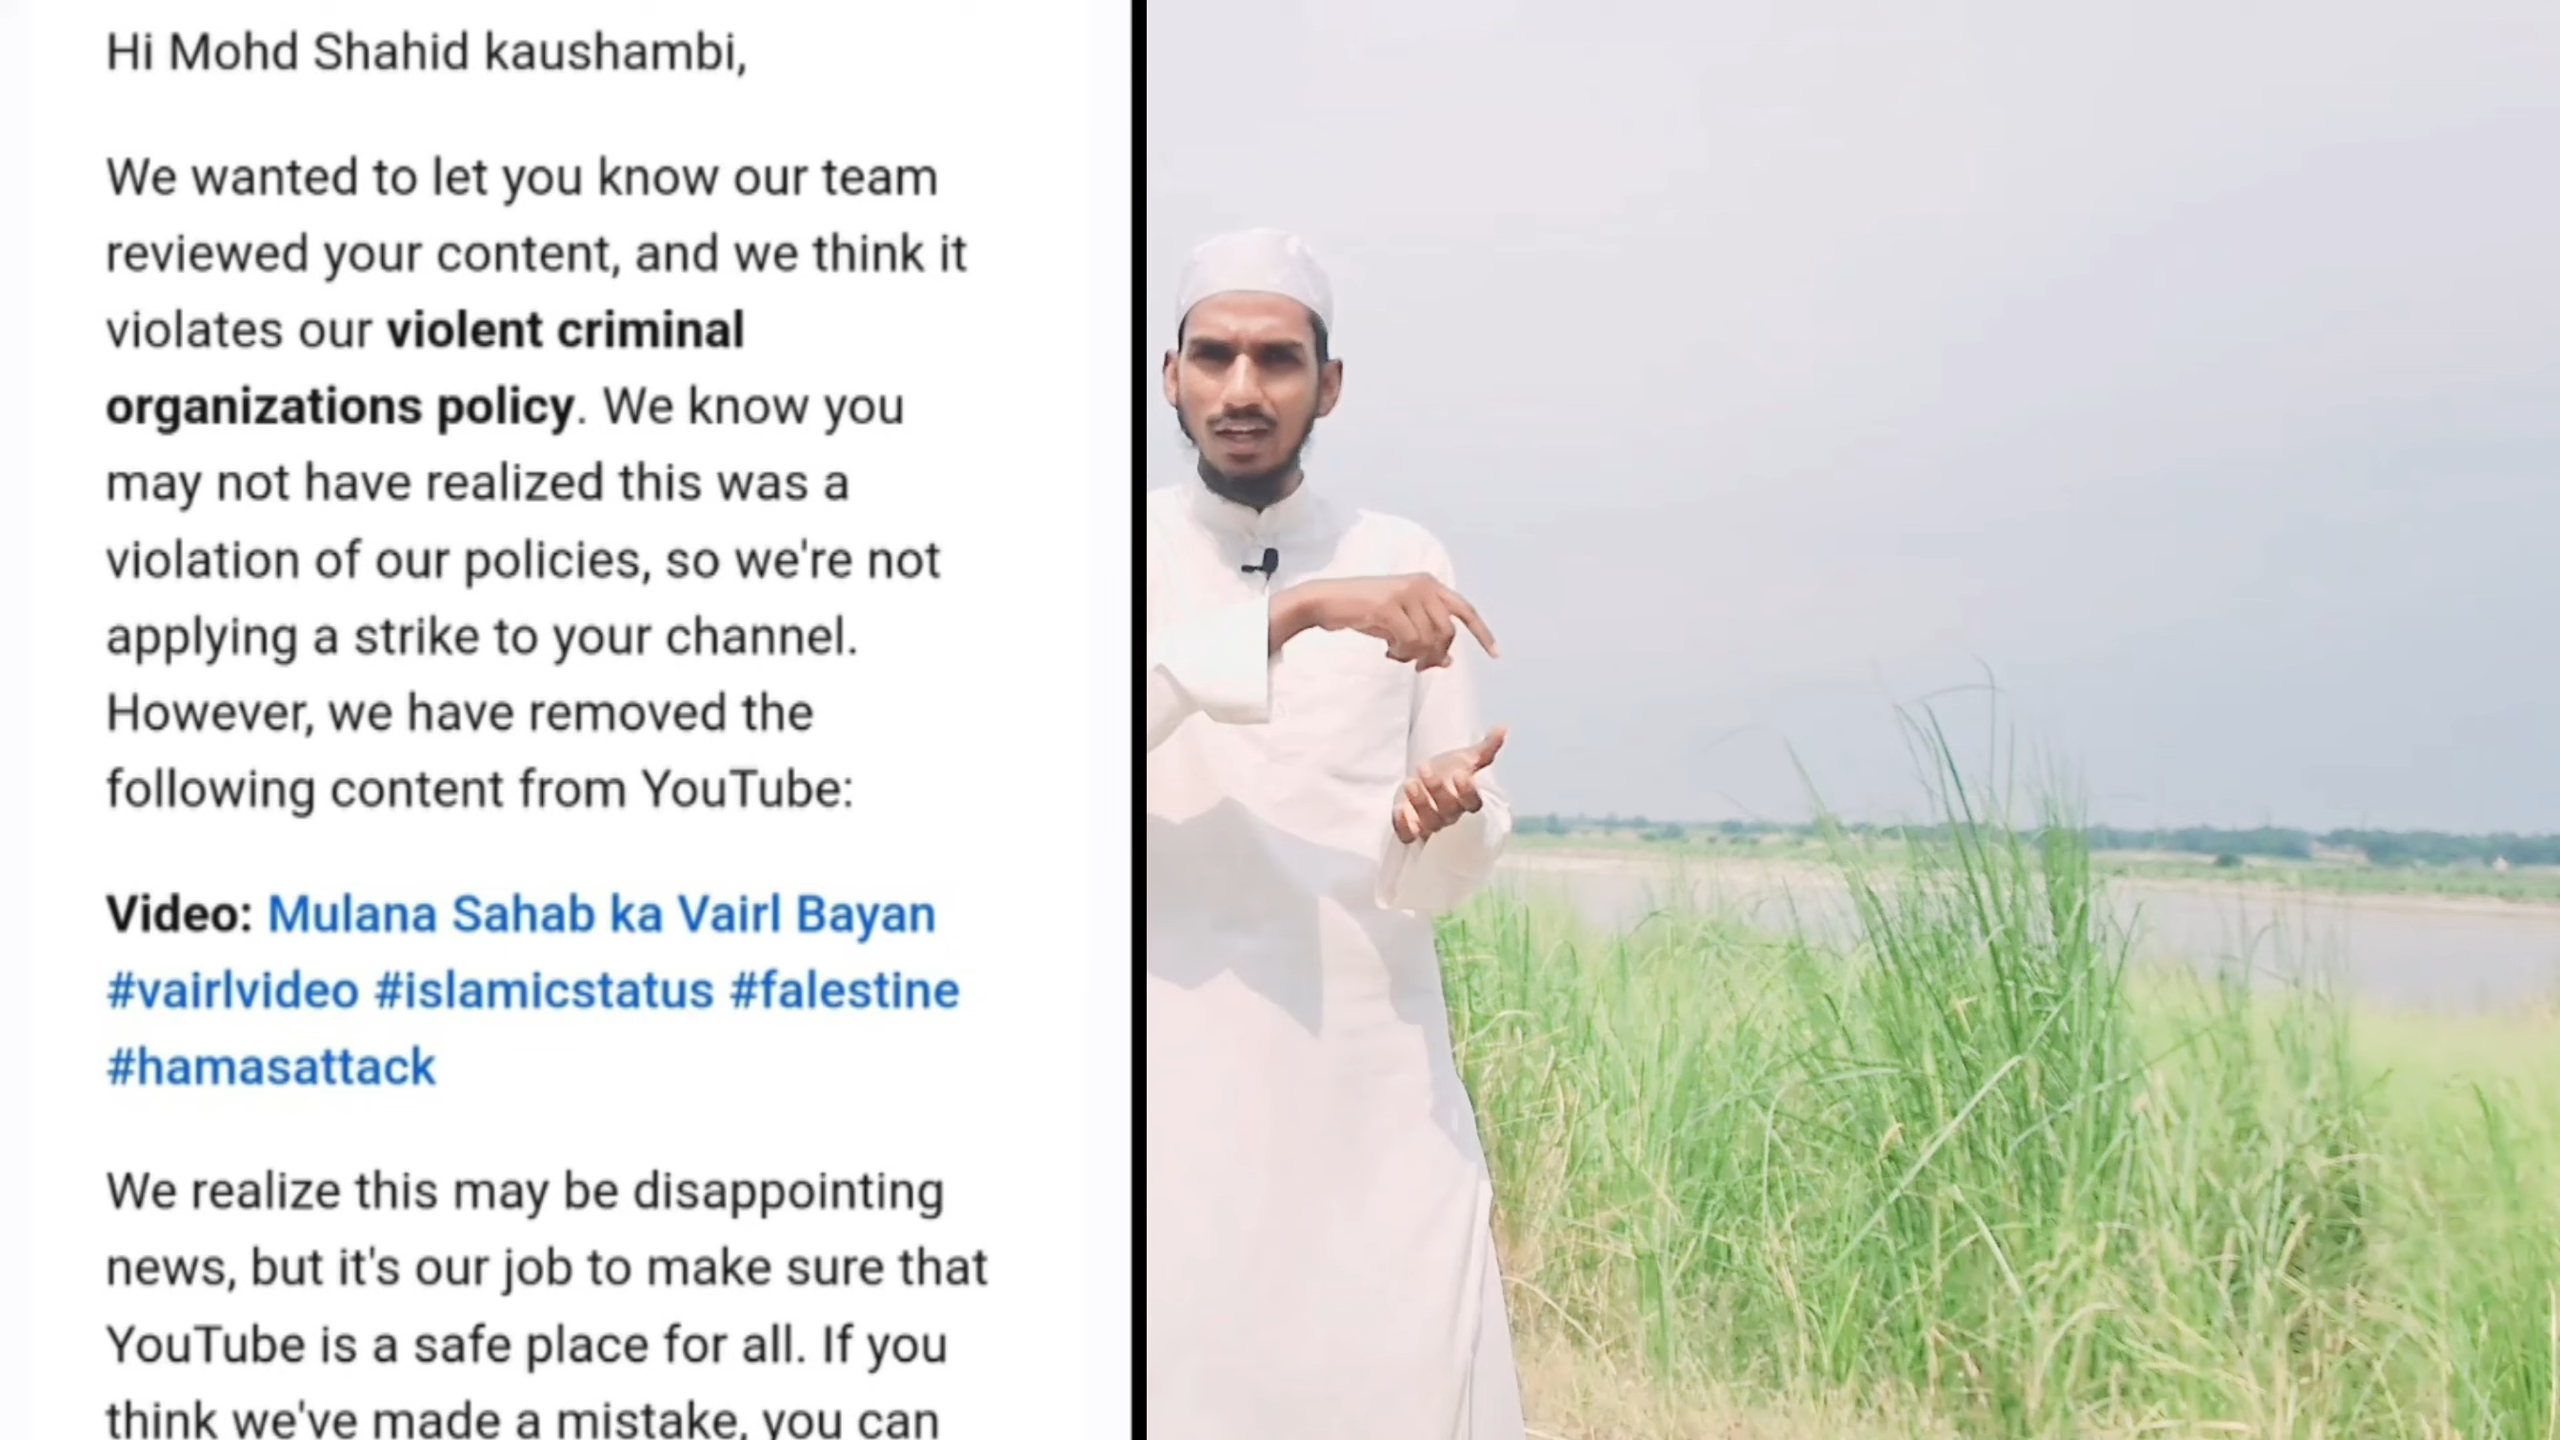 Hi Mohd Shahid kaushambi,
We wanted to let you know our team
reviewed your content, and we think it
violates our violent criminal
organizations policy. We know you
may not have realized this was a
violation of our policies, so we're not
applying a strike to your channel.
However, we have removed the
following content from YouTube:
Video: Mulana Sahab ka Vairl Bayan
#vairlvideo #islamicstatus #falestine
#hamasattack
We realize this may be disappointing
news, but it's our job to make sure that
YouTube is a safe place for all. If you
think we've made a mistake, you can